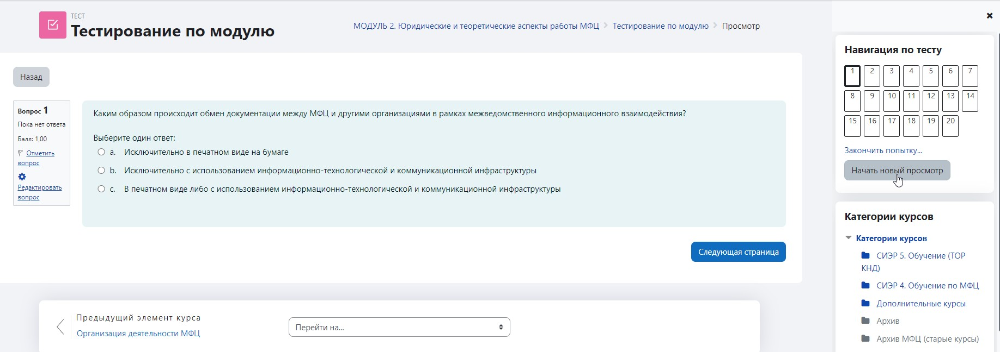 ТЕСТ
Тестирование по модулю
МОДУЛЬ 2. Юридические и теоретические аспекты работы МФЦ > Тестирование по модулю > Просмотр
Назад
Вопрос 1
Пока нет ответа
Балл: 1,00
Отметить
вопрос
Редактировать
вопрос
Каким образом происходит обмен документации между МФЦ и другими организациями в рамках межведомственного информационного взаимодействия?
Выберите один ответ:
a. Исключительно в печатном виде на бумаге
b. Исключительно с использованием информационно-технологической и коммуникационной инфраструктуры
c. В печатном виде либо с использованием информационно-технологической и коммуникационной инфраструктуры
Следующая страница
Предыдущий элемент курса
Организация деятельности МФЦ
Перейти на...
Навигация по тесту
1 2 3 4 5 6 7
8 9 10 11 12 13 14
15 16 17 18 19 20
Закончить попытку...
Начать новый просмотр
Категории курсов
Категории курсов
СИЭР 5. Обучение (ТОР
КНД)
СИЭР 4. Обучение по МФЦ
Дополнительные курсы
Архив
Архив МФЦ (старые курсы)